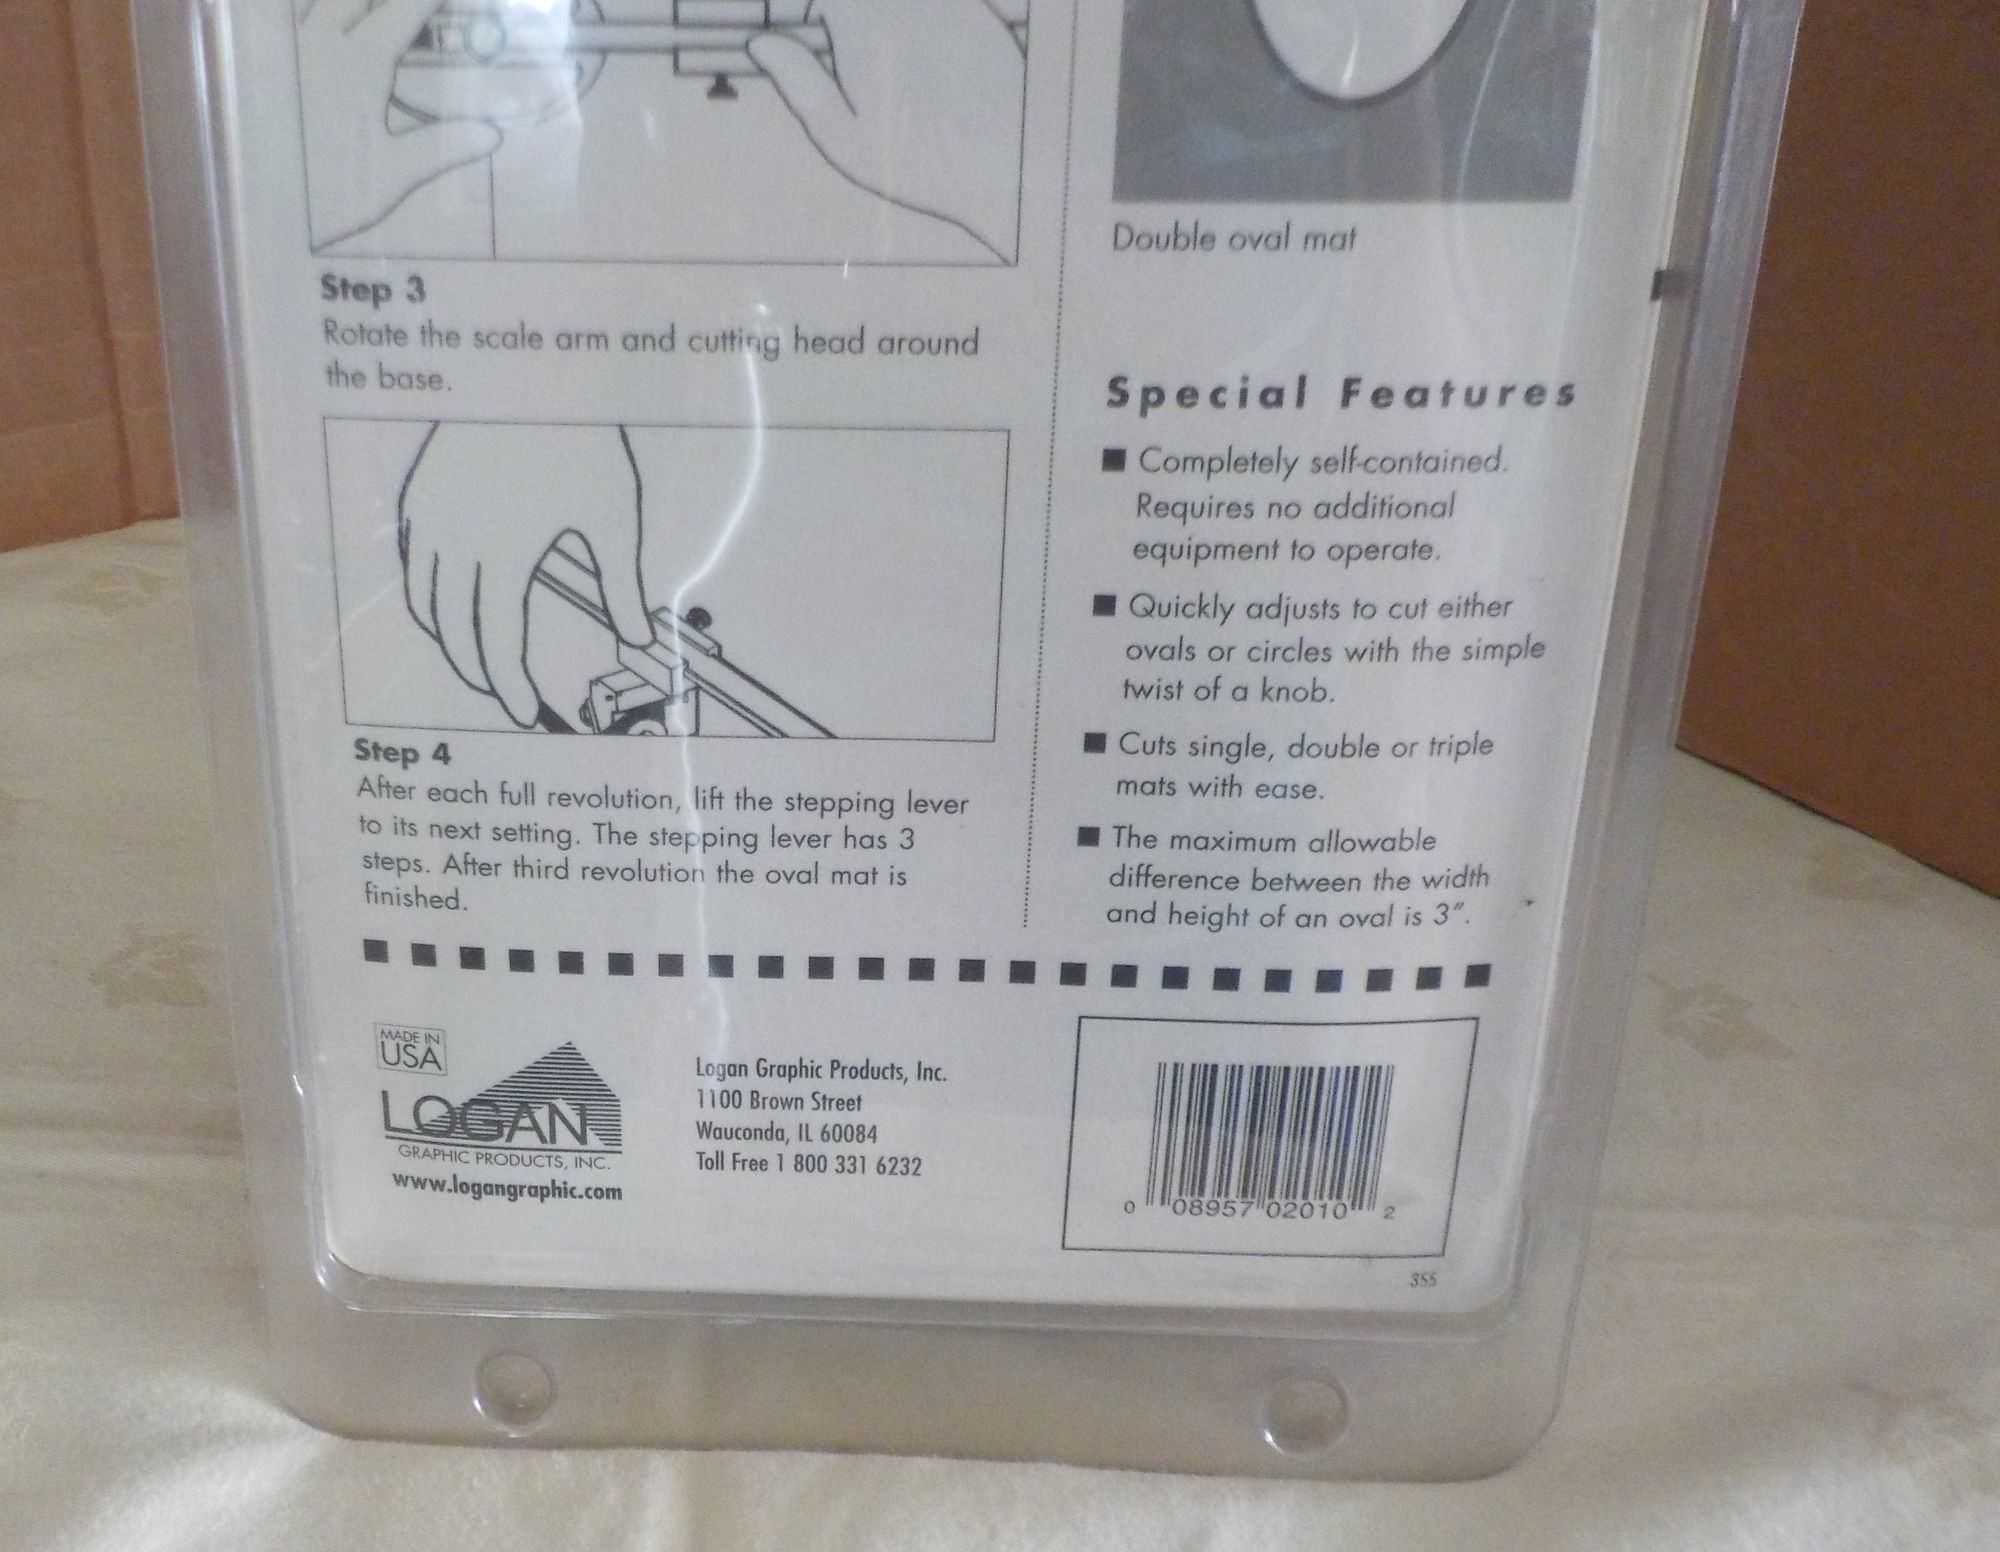 Step 3
Rotate the scale arm and cutting head around
the base.
Step 4
After each full revolution, lift the stepping lever
to its next setting. The stepping lever has 3
steps. After third revolution the oval mat is
finished.
Double oval mat
Special Features
■ Completely self-contained.
Requires no additional
equipment to operate.
■ Quickly adjusts to cut either
ovals or circles with the simple
twist of a knob.
■ Cuts single, double or triple
mats with ease.
■ The maximum allowable
difference between the width
and height of an oval is 3".
MADE IN
USA
LOGAN
GRAPHIC PRODUCTS, INC.
www.logangraphic.com
Logan Graphic Products, Inc.
1100 Brown Street
Wauconda, IL 60084
Toll Free 1 800 331 6232
0 08957 02010 2
355